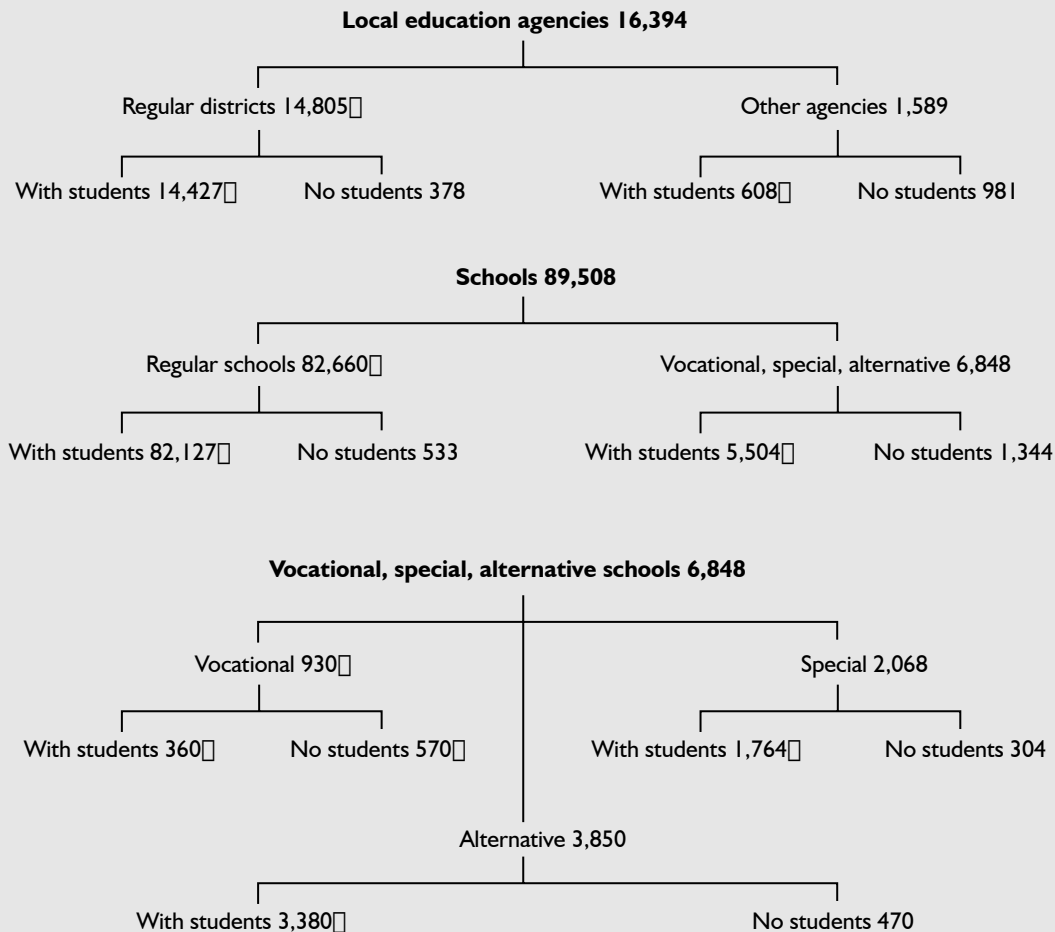 Local education agencies 16,394
Regular districts 14,805 Other agencies 1,589
With students 14,427 No students 378 With students 608 No students 981
Schools 89,508
Regular schools 82,660 Vocational, special, alternative 6,848
With students 82,127 No students 533 With students 5,504 No students 1,344
Vocational, special, alternative schools 6,848
Vocational 930 Special 2,068
With students 360 No students 570 With students 1,764 No students 304
Alternative 3,850
With students 3,380 No students 470